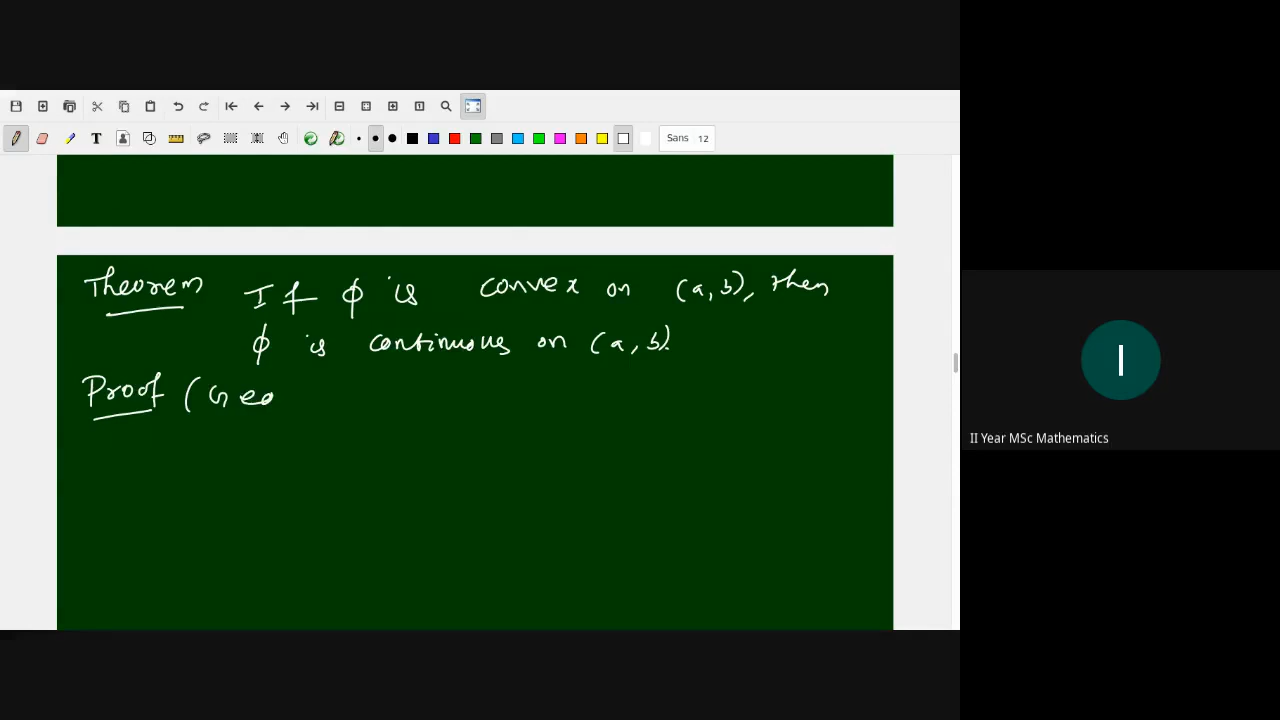 Sans 12
Theorem If ϕ is convex on (a, b), then
ϕ is continuous on (a, b).
Proof (Geo
I
II Year MSc Mathematics